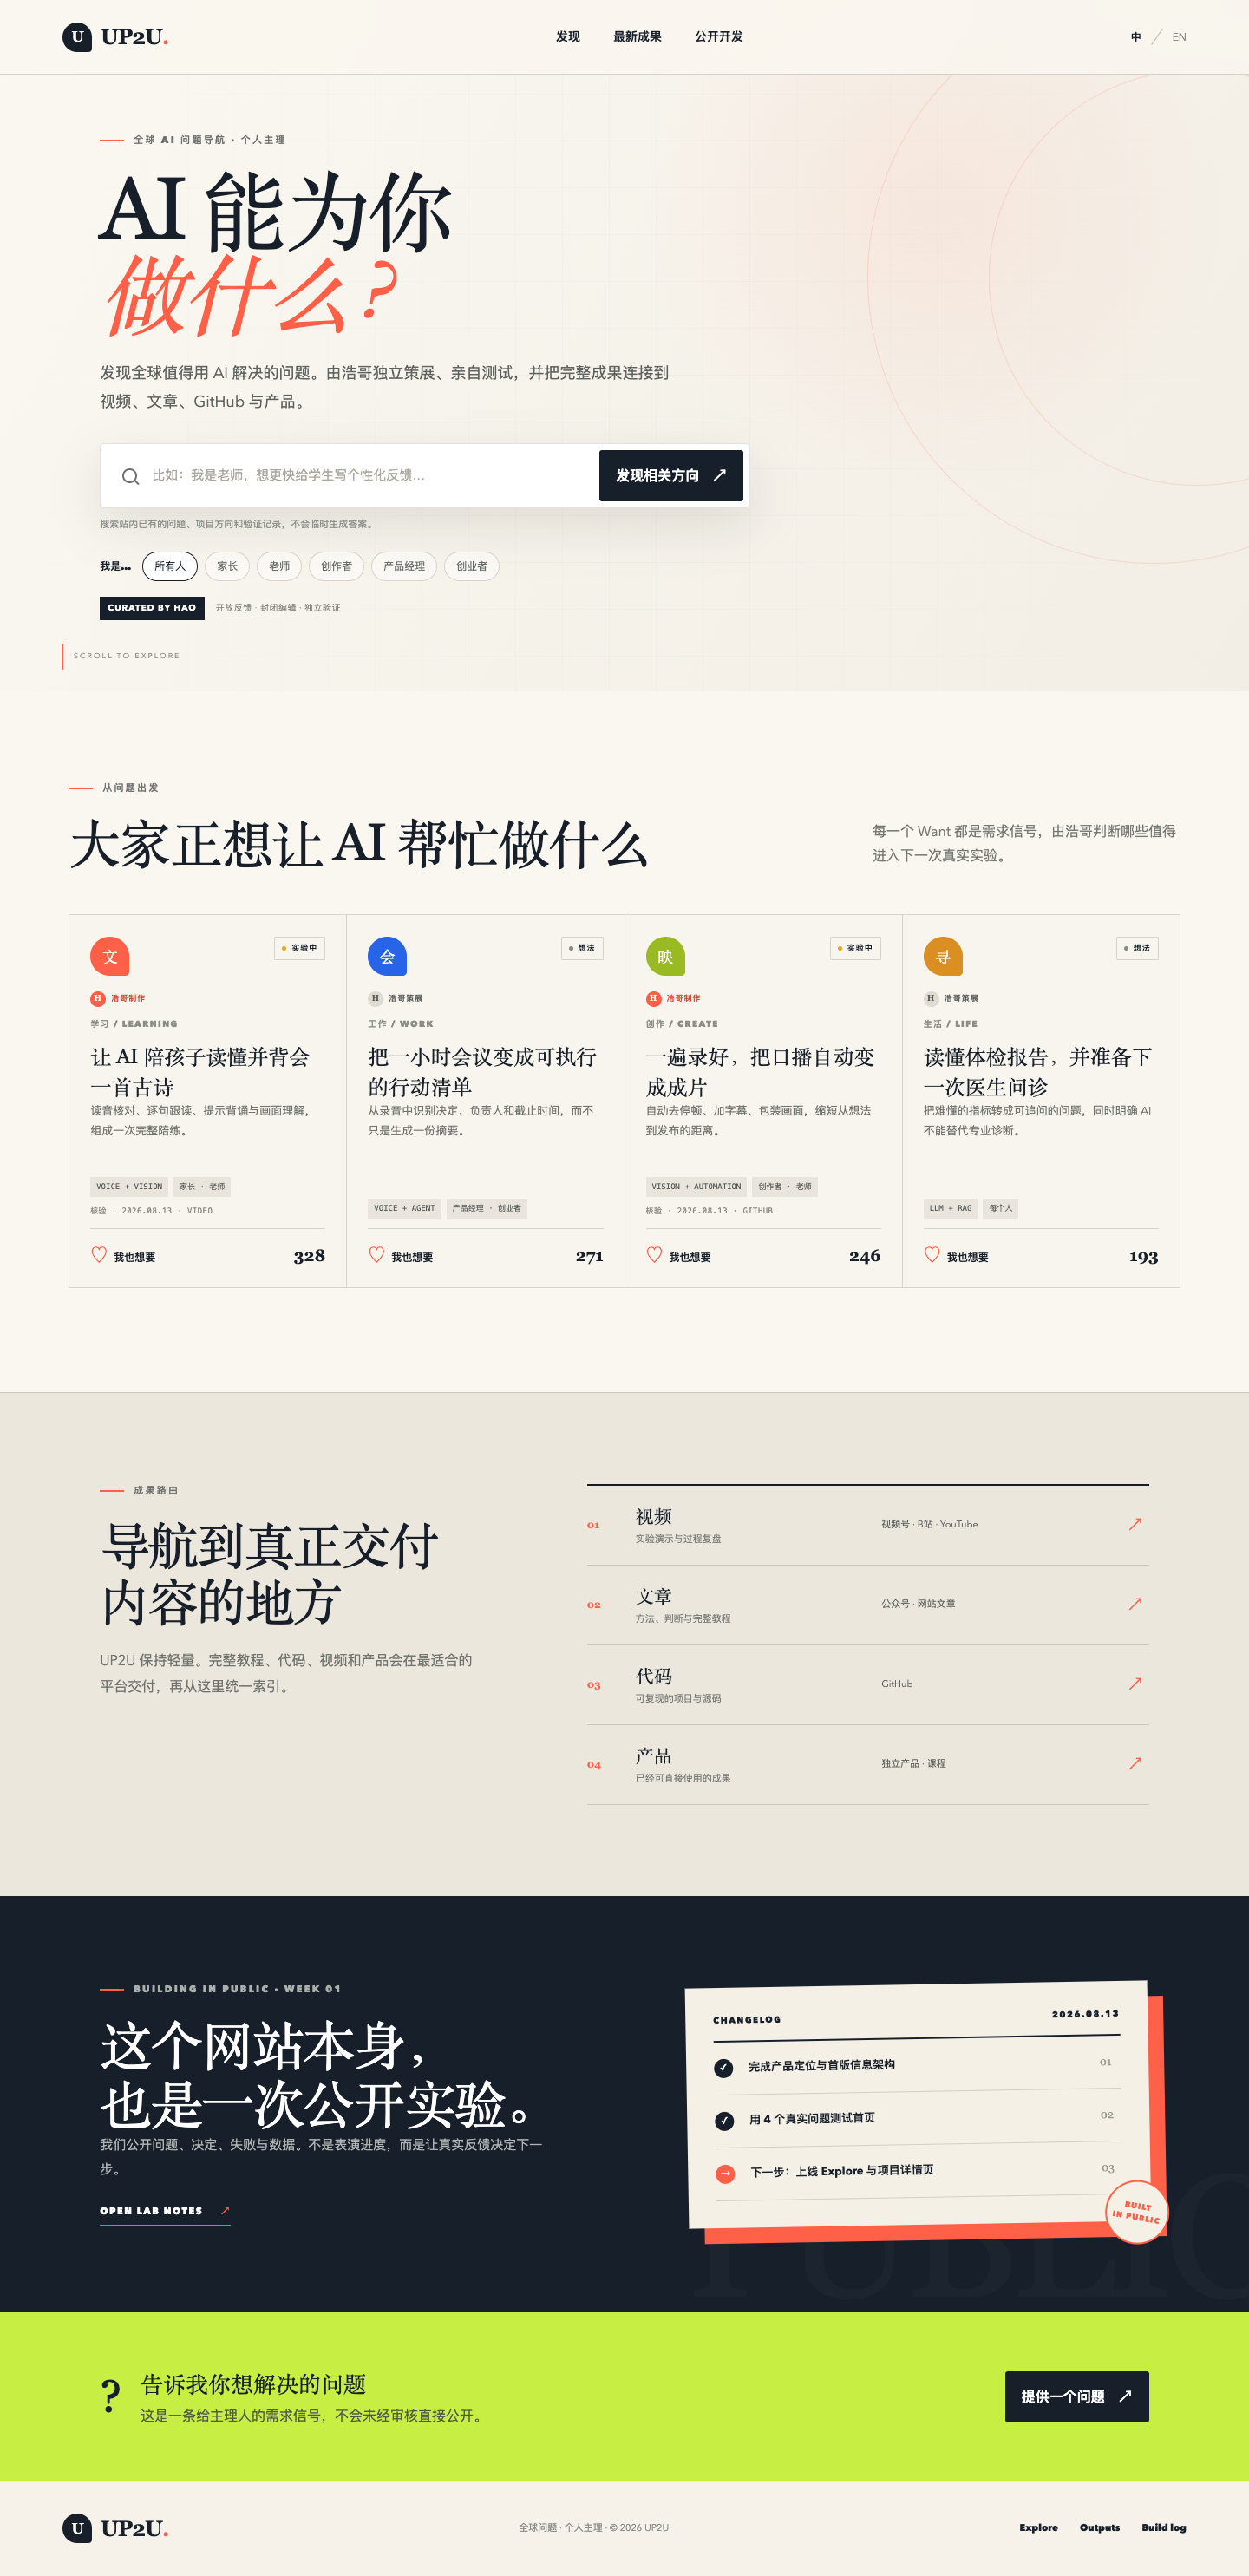 U UP2U.
发现 最新成果 公开开发
中 / EN
全球 AI 问题导航 · 个人主理
AI 能为你
做什么?
发现全球值得用 AI 解决的问题。由浩哥独立策展、亲自测试，并把完整成果连接到
视频、文章、GitHub 与产品。
比如：我是老师，想更快给学生写个性化反馈...
发现相关方向 ↗
搜索站内已有的问题、项目方向和验证记录，不会临时生成答案。
我是... 所有人 家长 老师 创作者 产品经理 创业者
CURATED BY HAO 开放反馈 · 封闭编辑 · 独立验证
SCROLL TO EXPLORE
从问题出发
大家正想让 AI 帮忙做什么
每一个 Want 都是需求信号，由浩哥判断哪些值得
进入下一次真实实验。
文 实验中
H 浩哥制作
学习 / LEARNING
让 AI 陪孩子读懂并背会
一首古诗
读音核对、逐句跟读、提示背诵与画面理解，
组成一次完整陪练。
VOICE + VISION 家长 · 老师
核验 · 2026.08.13 · VIDEO
♡ 我也想要 328
会 想法
H 浩哥策展
工作 / WORK
把一小时会议变成可执行
的行动清单
从录音中识别决定、负责人和截止时间，而不
只是生成一份摘要。
VOICE + AGENT 产品经理 · 创业者
♡ 我也想要 271
映 实验中
H 浩哥制作
创作 / CREATE
一遍录好，把口播自动变
成成片
自动去停顿、加字幕、包装画面，缩短从想法
到发布的距离。
VISION + AUTOMATION 创作者 · 老师
核验 · 2026.08.13 · GITHUB
♡ 我也想要 246
寻 想法
H 浩哥策展
生活 / LIFE
读懂体检报告，并准备下
一次医生问诊
把难懂的指标转成可追问的问题，同时明确 AI
不能替代专业诊断。
LLM + RAG 每个人
♡ 我也想要 193
成果路由
导航到真正交付
内容的地方
UP2U 保持轻量。完整教程、代码、视频和产品会在最适合的
平台交付，再从这里统一索引。
01 视频 视频号 · B站 · YouTube ↗
实验演示与过程复盘
02 文章 公众号 · 网站文章 ↗
方法、判断与完整教程
03 代码 GitHub ↗
可复现的项目与源码
04 产品 独立产品 · 课程 ↗
已经可直接使用的成果
BUILDING IN PUBLIC · WEEK 01
这个网站本身，
也是一次公开实验。
我们公开问题、决定、失败与数据。不是表演进度，而是让真实反馈决定下一
步。
OPEN LAB NOTES ↗
CHANGELOG 2026.08.13
✓ 完成产品定位与首版信息架构 01
✓ 用 4 个真实问题测试首页 02
→ 下一步：上线 Explore 与项目详情页 03
BUILT
IN PUBLIC
PUBLIC
? 告诉我你想解决的问题
这是一条给主理人的需求信号，不会未经审核直接公开。
提供一个问题 ↗
U UP2U.
全球问题 · 个人主理 · © 2026 UP2U
Explore Outputs Build log